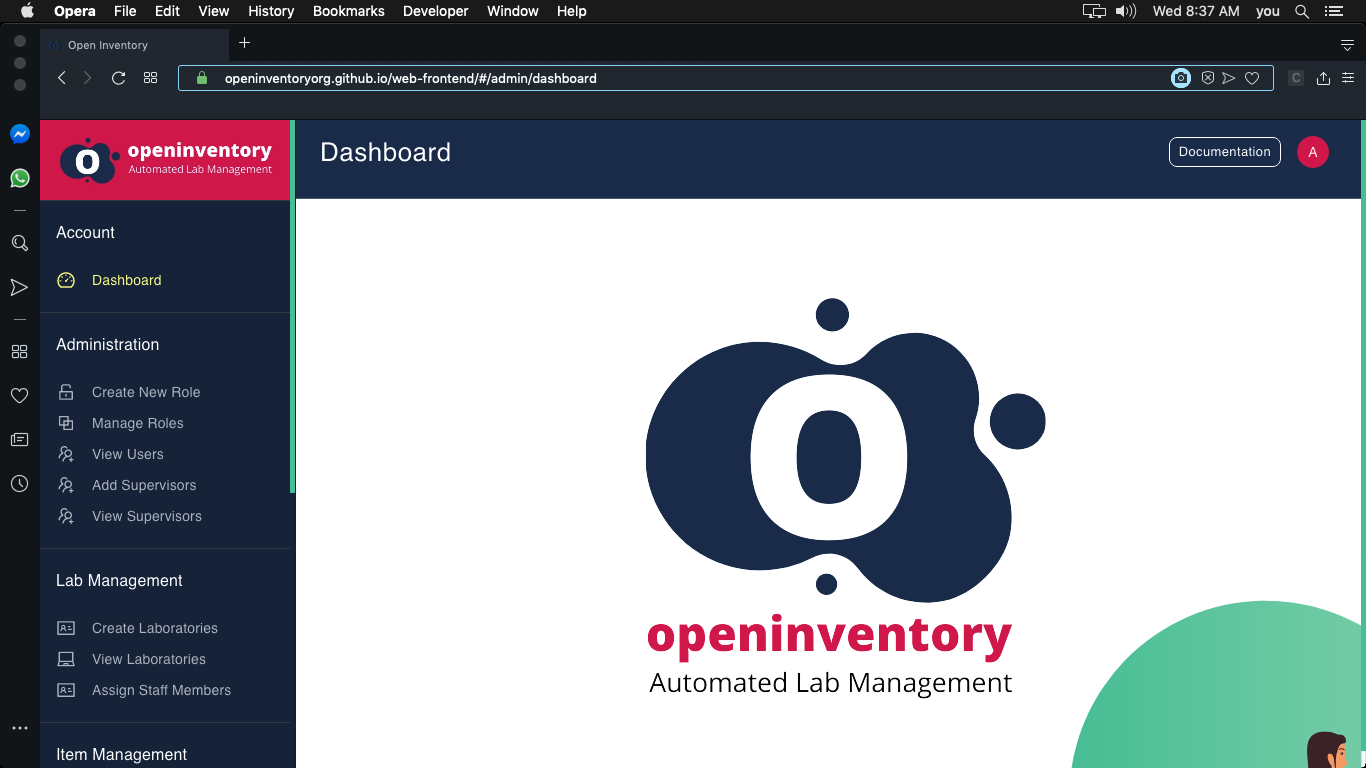 Opera File Edit View History Bookmarks Developer Window Help Wed 8:37 AM you
Open Inventory
openinventoryorg.github.io/web-frontend/#/admin/dashboard
C
O
openinventory
Automated Lab Management
Dashboard
Documentation
A
Account
Dashboard
Administration
Create New Role
Manage Roles
View Users
Add Supervisors
View Supervisors
Lab Management
Create Laboratories
View Laboratories
Assign Staff Members
Item Management
O
openinventory
Automated Lab Management